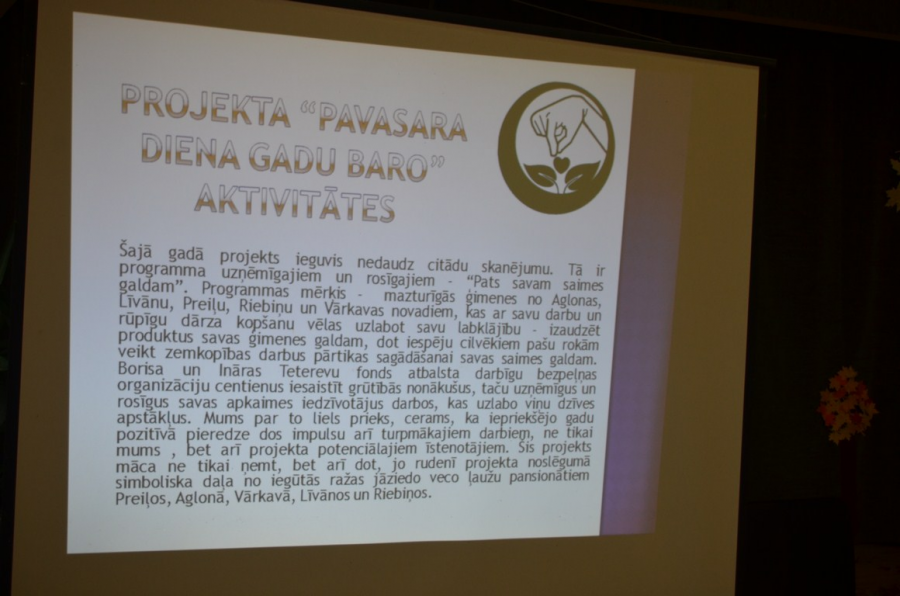 PROJEKTA “PAVASARA
DIENA GADU BARO”
AKTIVITĀTES
Šajā gadā projekts ieguvis nedaudz citādu skanējumu. Tā ir
programma uzņēmīgajiem un rosīgajiem - “Pats savam saimes
galdam”. Programmas mērķis - mazturīgās ģimenes no Aglonas,
Līvānu, Preiļu, Riebiņu un Vārkavas novadiem, kas ar savu darbu un
rūpīgu dārza kopšanu vēlas uzlabot savu labklājību - izaudzēt
produktus savas ģimenes galdam, dot iespēju cilvēkiem pašu rokām
veikt zemkopības darbus pārtikas sagādāšanai savas saimes galdam.
Borisa un Ināras Teterevu fonds atbalsta darbīgu bezpeļņas
organizāciju centienus iesaistīt grūtībās nonākušus, taču uzņēmīgus un
rosīgus savas apkaimes iedzīvotājus darbos, kas uzlabo viņu dzīves
apstākļus. Mums par to liels prieks, cerams, ka iepriekšējo gadu
pozitīvā pieredze dos impulsu arī turpmākajiem darbiem, ne tikai
mums , bet arī projekta potenciālajiem īstenotājiem. Šis projekts
māca ne tikai ņemt, bet arī dot, jo rudenī projekta noslēgumā
simboliska daļa no iegūtās ražas jāziedo veco ļaužu pansionātiem
Preiļos, Aglonā, Vārkavā, Līvānos un Riebiņos.